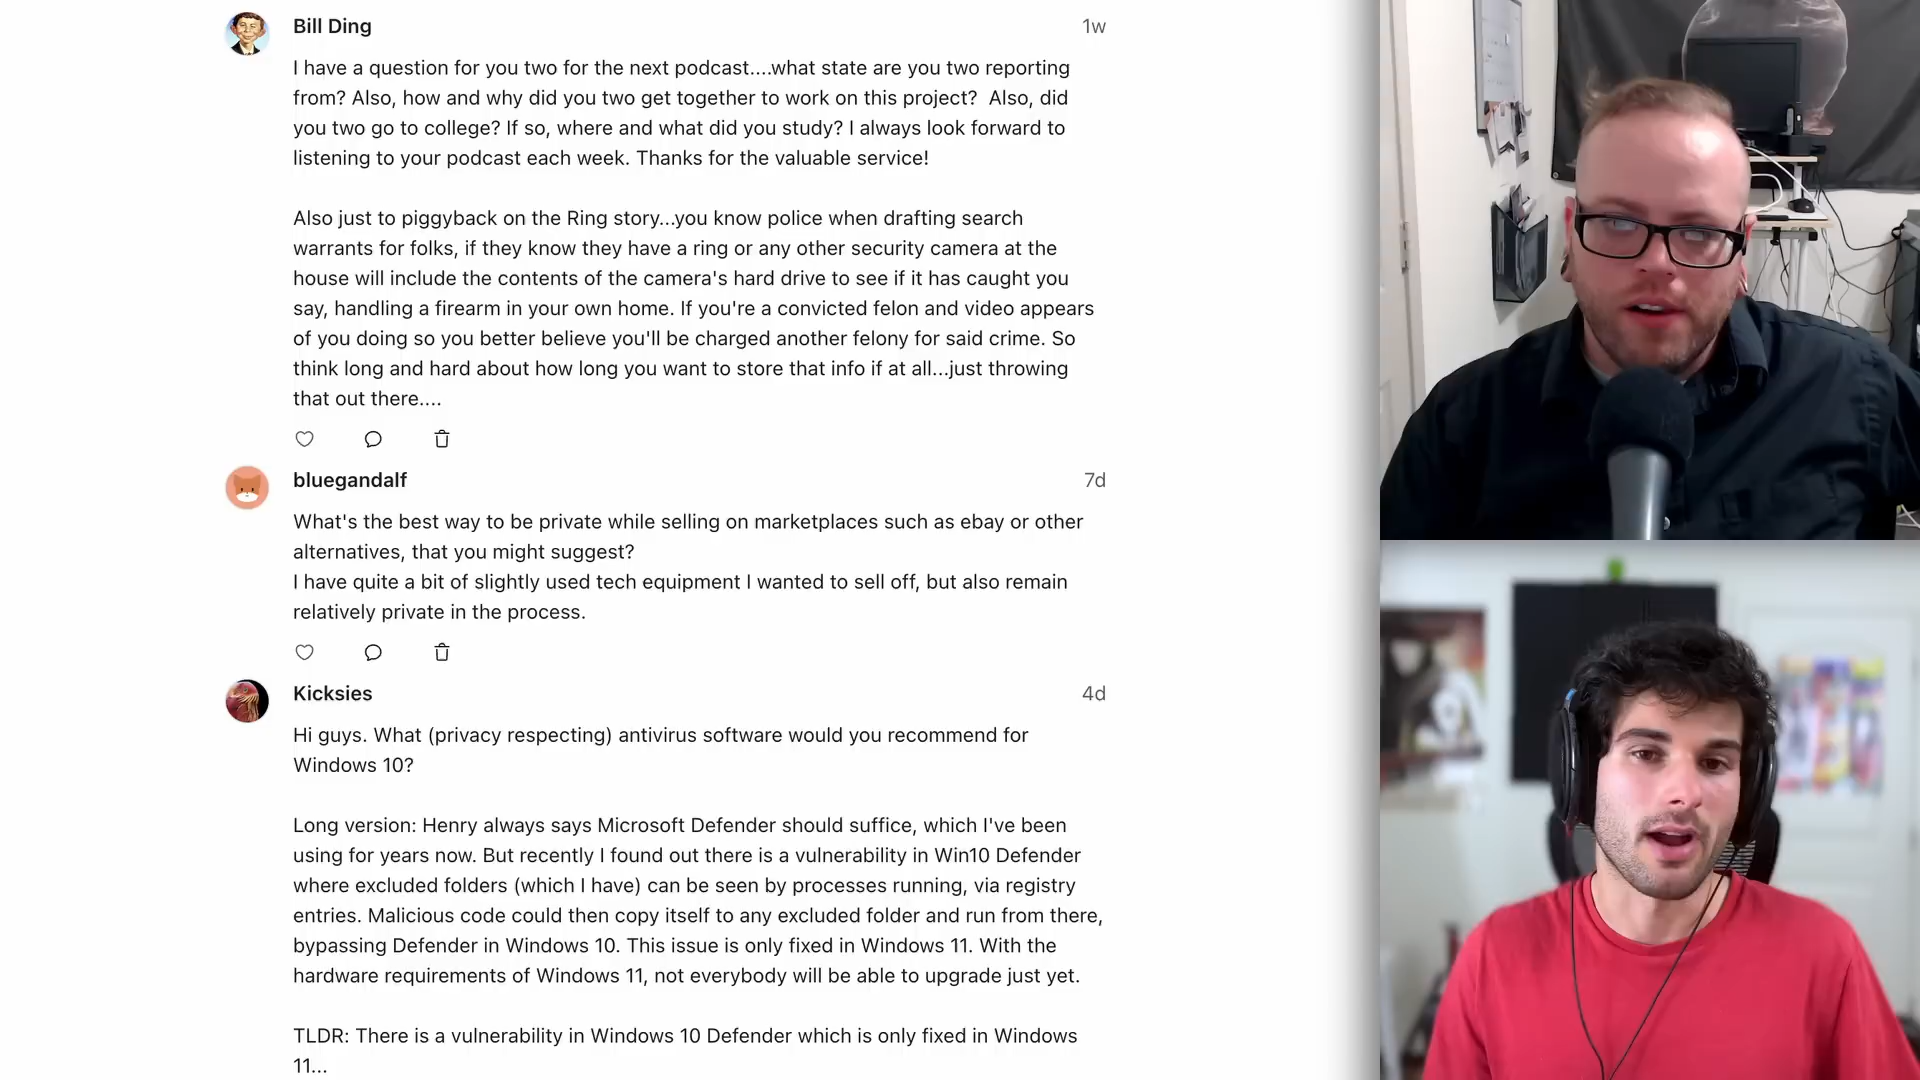 Bill Ding
1w
I have a question for you two for the next podcast....what state are you two reporting
from? Also, how and why did you two get together to work on this project?  Also, did
you two go to college? If so, where and what did you study? I always look forward to
listening to your podcast each week. Thanks for the valuable service!
Also just to piggyback on the Ring story...you know police when drafting search
warrants for folks, if they know they have a ring or any other security camera at the
house will include the contents of the camera's hard drive to see if it has caught you
say, handling a firearm in your own home. If you're a convicted felon and video appears
of you doing so you better believe you'll be charged another felony for said crime. So
think long and hard about how long you want to store that info if at all...just throwing
that out there....
bluegandalf
7d
What's the best way to be private while selling on marketplaces such as ebay or other
alternatives, that you might suggest?
I have quite a bit of slightly used tech equipment I wanted to sell off, but also remain
relatively private in the process.
Kicksies
4d
Hi guys. What (privacy respecting) antivirus software would you recommend for
Windows 10?
Long version: Henry always says Microsoft Defender should suffice, which I've been
using for years now. But recently I found out there is a vulnerability in Win10 Defender
where excluded folders (which I have) can be seen by processes running, via registry
entries. Malicious code could then copy itself to any excluded folder and run from there,
bypassing Defender in Windows 10. This issue is only fixed in Windows 11. With the
hardware requirements of Windows 11, not everybody will be able to upgrade just yet.
TLDR: There is a vulnerability in Windows 10 Defender which is only fixed in Windows
11...